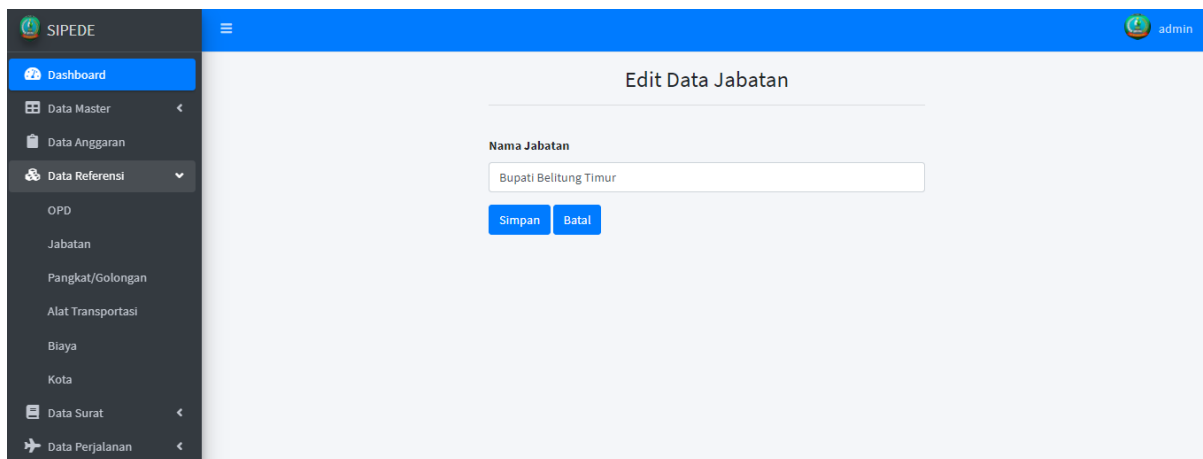 SIPEDE
admin
Dashboard
Data Master
Data Anggaran
Data Referensi
OPD
Jabatan
Pangkat/Golongan
Alat Transportasi
Biaya
Kota
Data Surat
Data Perjalanan
Edit Data Jabatan
Nama Jabatan
Bupati Belitung Timur
Simpan Batal